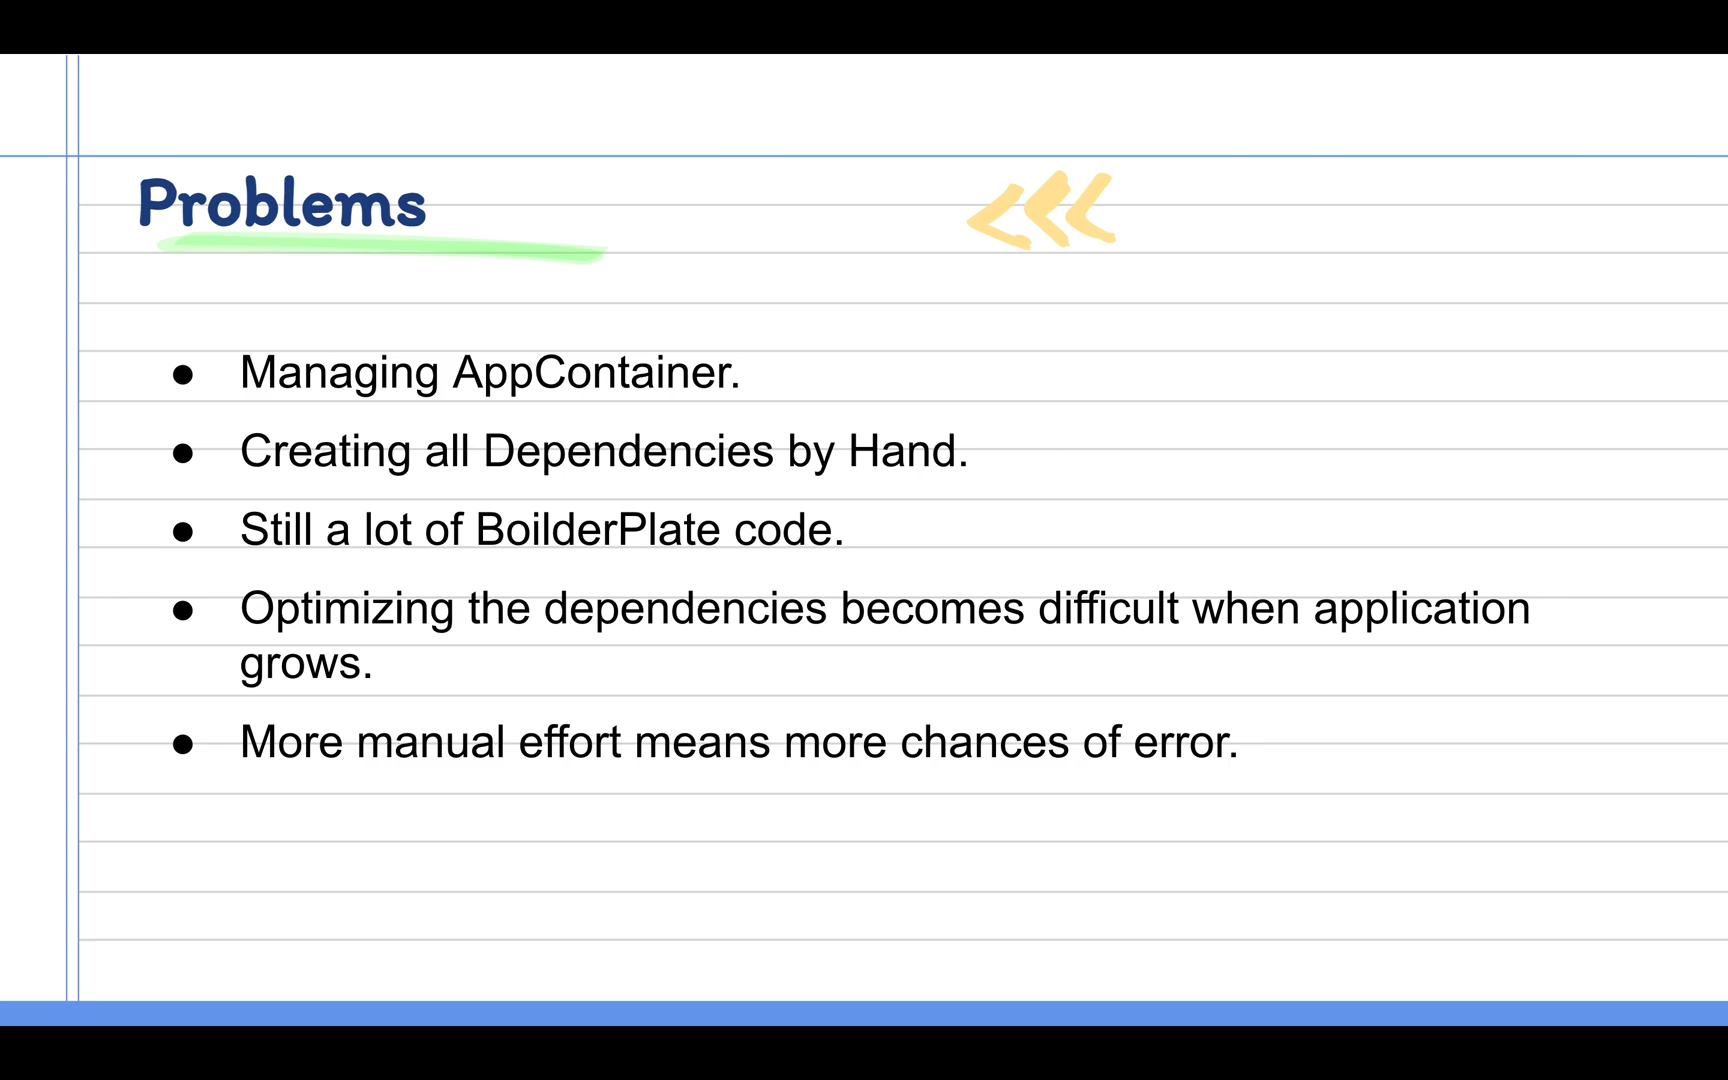 Problems
● Managing AppContainer.
● Creating all Dependencies by Hand.
● Still a lot of BoilderPlate code.
● Optimizing the dependencies becomes difficult when application
grows.
● More manual effort means more chances of error.